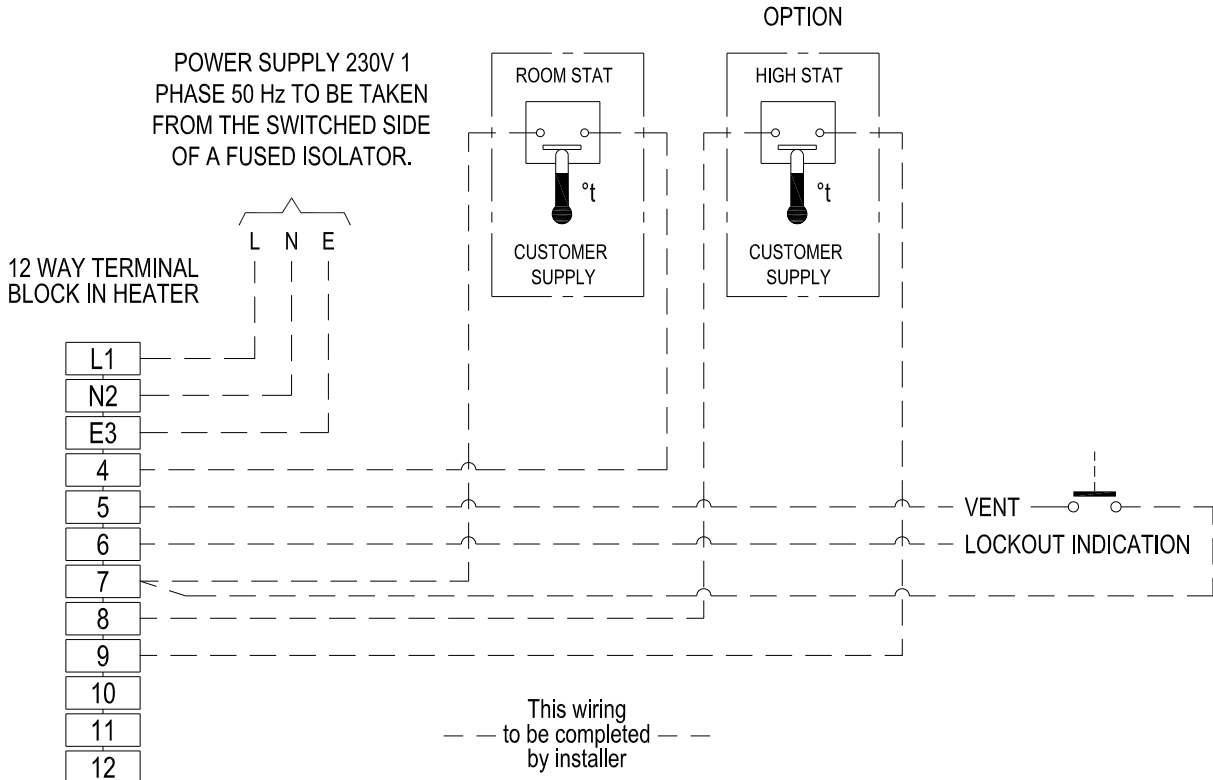 OPTION
POWER SUPPLY 230V 1
PHASE 50 Hz TO BE TAKEN
FROM THE SWITCHED SIDE
OF A FUSED ISOLATOR.
ROOM STAT
°t
CUSTOMER
SUPPLY
HIGH STAT
°t
CUSTOMER
SUPPLY
L N E
12 WAY TERMINAL
BLOCK IN HEATER
L1
N2
E3
4
5
6
7
8
9
10
11
12
VENT
LOCKOUT INDICATION
This wiring
to be completed
by installer